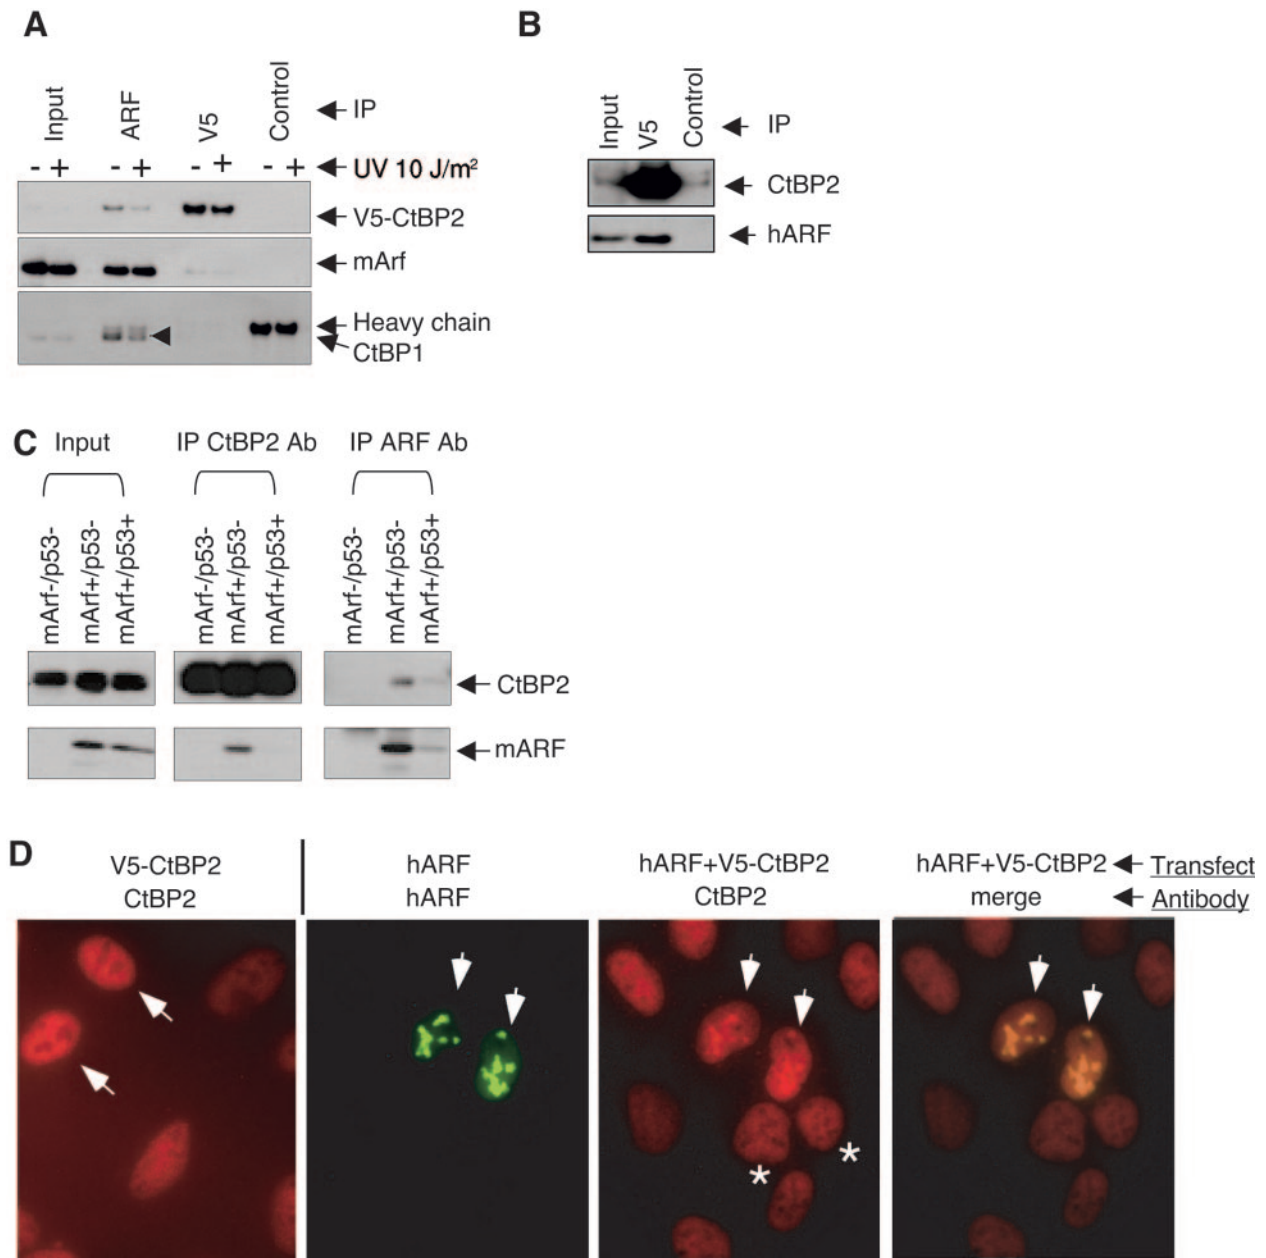 A
Input
ARF
V5
Control
IP
- + - + - + - + UV 10 J/m²
V5-CtBP2
mArf
Heavy chain
CtBP1
B
Input
V5
Control
IP
CtBP2
hARF
C
Input
IP CtBP2 Ab
IP ARF Ab
mArf-/p53-
mArf+/p53-
mArf+/p53+
mArf-/p53-
mArf+/p53-
mArf+/p53+
mArf-/p53-
mArf+/p53-
mArf+/p53+
CtBP2
mARF
D
V5-CtBP2
CtBP2
hARF
hARF
hARF+V5-CtBP2
CtBP2
hARF+V5-CtBP2
merge
Transfect
Antibody
*
*